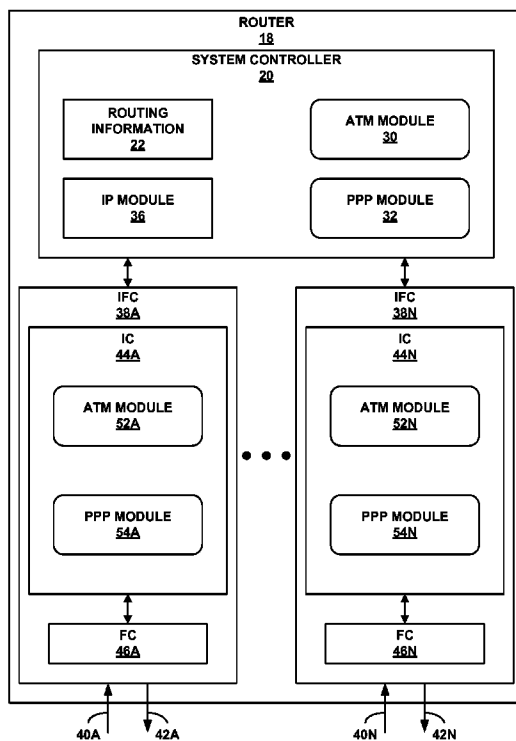 ROUTER
18
SYSTEM CONTROLLER
20
ROUTING
INFORMATION
22
ATM MODULE
30
IP MODULE
36
PPP MODULE
32
IFC
38A
IC
44A
ATM MODULE
52A
PPP MODULE
54A
FC
46A
IFC
38N
IC
44N
ATM MODULE
52N
PPP MODULE
54N
FC
46N
40A
42A
40N
42N